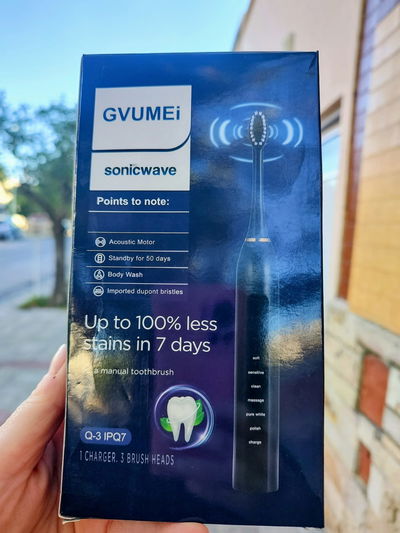 GVUMEi
sonicwave
Points to note:
Acoustic Motor
Standby for 50 days
Body Wash
Imported dupont bristles
Up to 100% less
stains in 7 days
a manual toothbrush
Q-3 IPQ7
1 CHARGER. 3 BRUSH HEADS
soft
sensitive
clean
massage
pure white
polish
charge